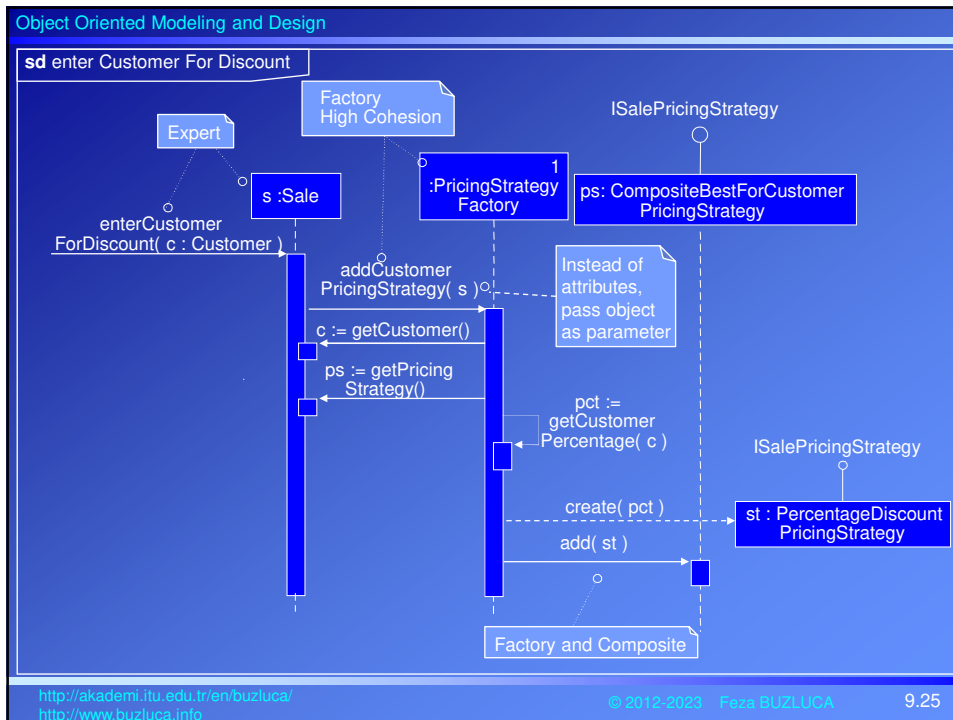 Object Oriented Modeling and Design
sd enter Customer For Discount
Factory
High Cohesion
ISalePricingStrategy
Expert
s :Sale
1
:PricingStrategy
Factory
ps: CompositeBestForCustomer
PricingStrategy
enterCustomer
ForDiscount( c : Customer )
addCustomer
PricingStrategy( s )
Instead of
attributes,
pass object
as parameter
c := getCustomer()
ps := getPricing
Strategy()
pct :=
getCustomer
Percentage( c )
ISalePricingStrategy
create( pct )
st : PercentageDiscount
PricingStrategy
add( st )
Factory and Composite
http://akademi.itu.edu.tr/en/buzluca/
http://www.buzluca.info
© 2012-2023 Feza BUZLUCA
9.25